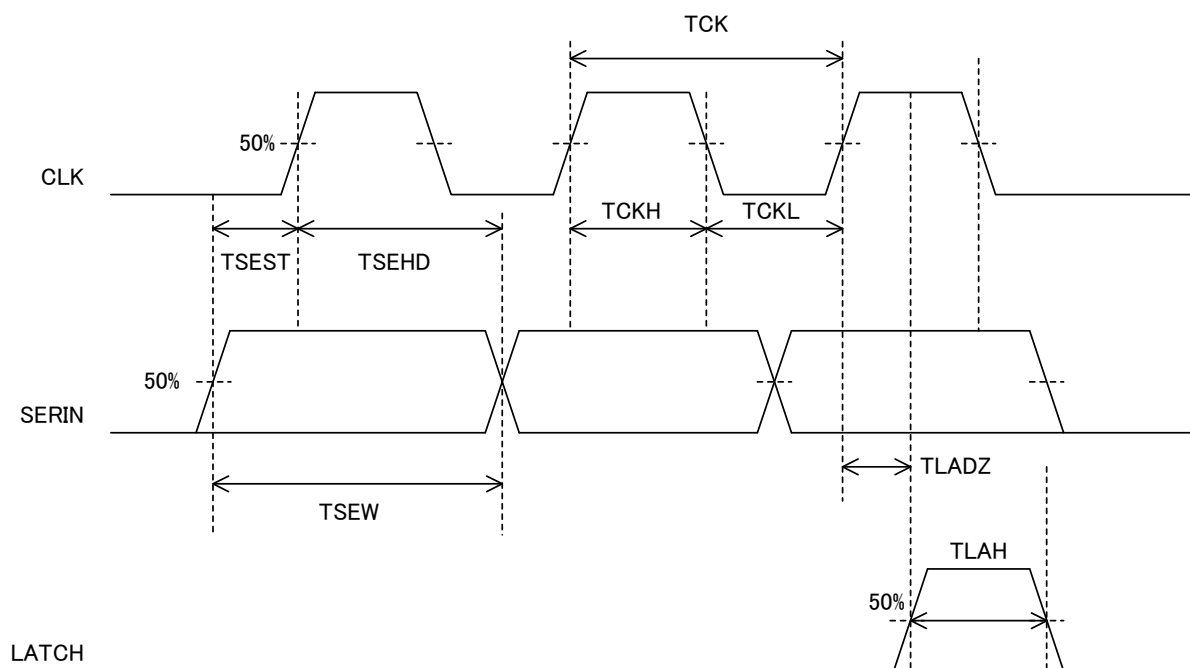 TCK
50%
CLK
TCKH
TCKL
TSEST
TSEHD
50%
SERIN
TLADZ
TSEW
TLAH
50%
LATCH